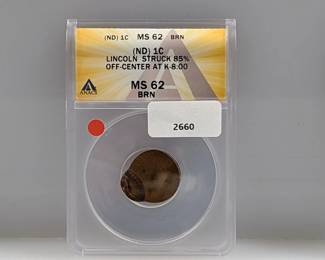 (ND) 1C MS 62 BRN
(ND) 1C
LINCOLN STRUCK 85%
OFF-CENTER AT K-8:00
MS 62
BRN
ANACS
2660